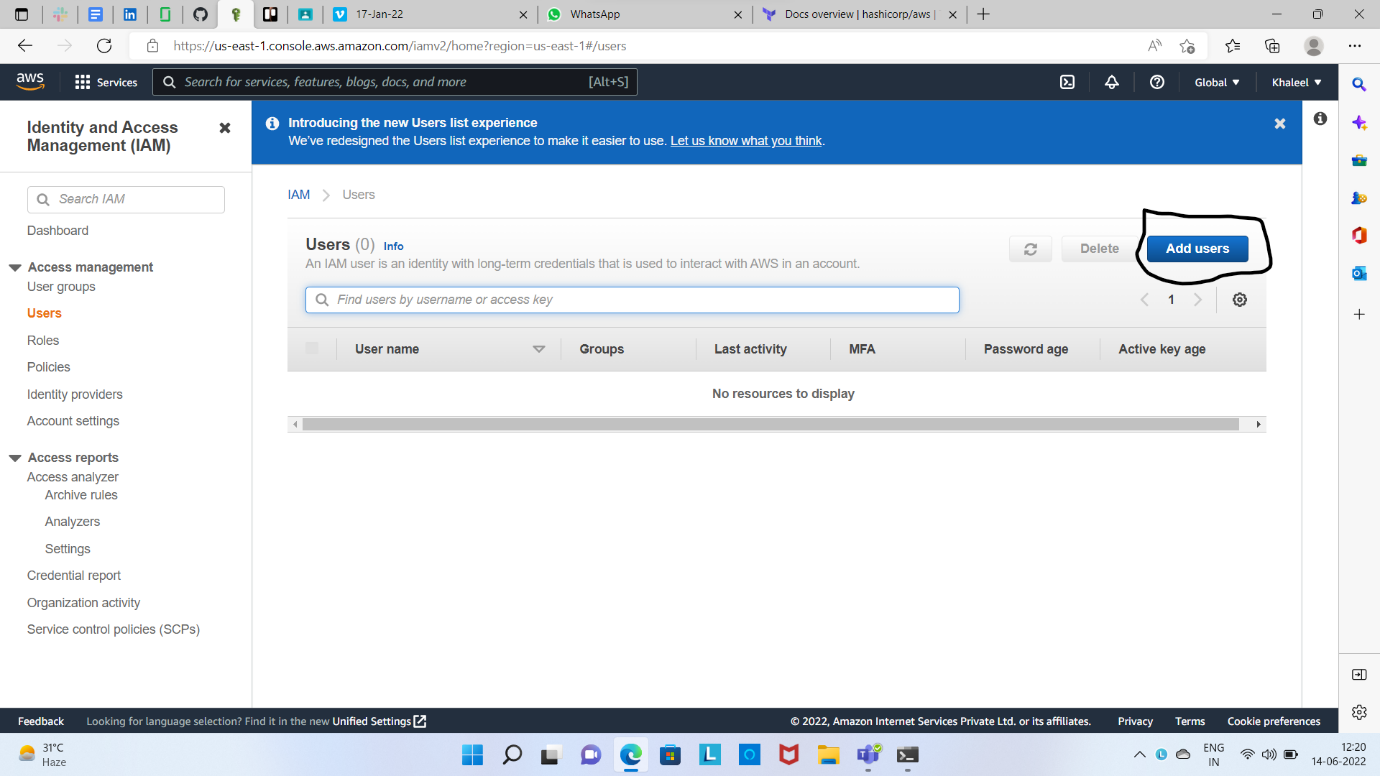 17-Jan-22
WhatsApp
Docs overview | hashicorp/aws |
https://us-east-1.console.aws.amazon.com/iamv2/home?region=us-east-1#/users
aws
Services
Search for services, features, blogs, docs, and more
[Alt+S]
Global
Khaleel
Identity and Access
Management (IAM)
Search IAM
Dashboard
Access management
User groups
Users
Roles
Policies
Identity providers
Account settings
Access reports
Access analyzer
Archive rules
Analyzers
Settings
Credential report
Organization activity
Service control policies (SCPs)
Introducing the new Users list experience
We've redesigned the Users list experience to make it easier to use. Let us know what you think.
IAM
Users
Users (0) Info
An IAM user is an identity with long-term credentials that is used to interact with AWS in an account.
Delete
Add users
Find users by username or access key
1
User name
Groups
Last activity
MFA
Password age
Active key age
No resources to display
Feedback
Looking for language selection? Find it in the new Unified Settings
© 2022, Amazon Internet Services Private Ltd. or its affiliates.
Privacy
Terms
Cookie preferences
31°C
Haze
ENG
IN
12:20
14-06-2022